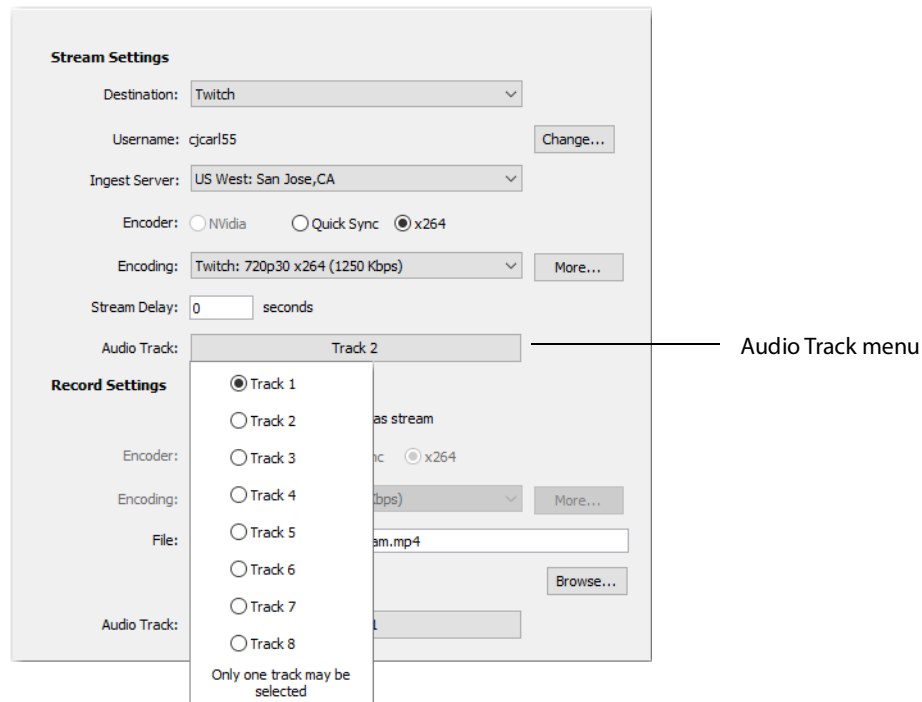 Stream Settings
Destination: Twitch
Username: cjcarl55 Change...
Ingest Server: US West: San Jose,CA
Encoder: NVidia Quick Sync x264
Encoding: Twitch: 720p30 x264 (1250 Kbps) More...
Stream Delay: 0 seconds
Audio Track: Track 2 Audio Track menu
Record Settings Track 1
Track 2 as stream
Encoder: Track 3 x264
Track 4
Encoding: More...
File: Track 5 am.mp4
Track 6
Browse...
Track 7
Audio Track:
Track 8
Only one track may be
selected